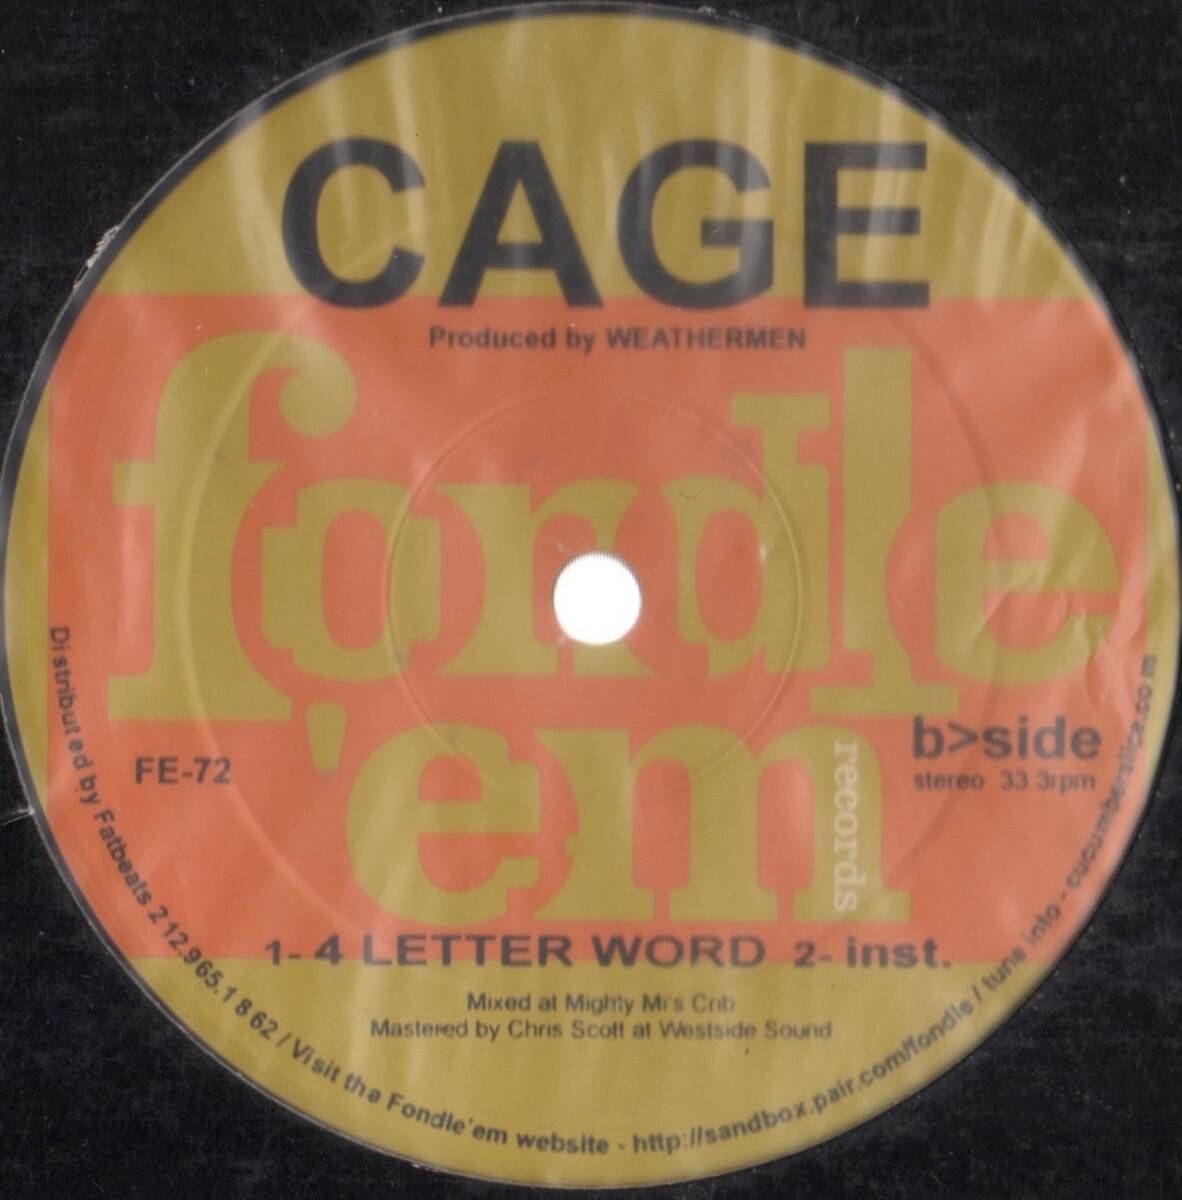 CAGE
Produced by WEATHERMEN
fondle
'em
records
FE-72
b>side
stereo 33.3rpm
1- 4 LETTER WORD 2- inst.
Mixed at Mighty Mi's Crib
Mastered by Chris Scott at Westside Sound
Distributed by Fatbeats 212.965.1862 / Visit the Fondle'em website - http://sandbox.pair.com/fondle / tune into - cucumberslice.com